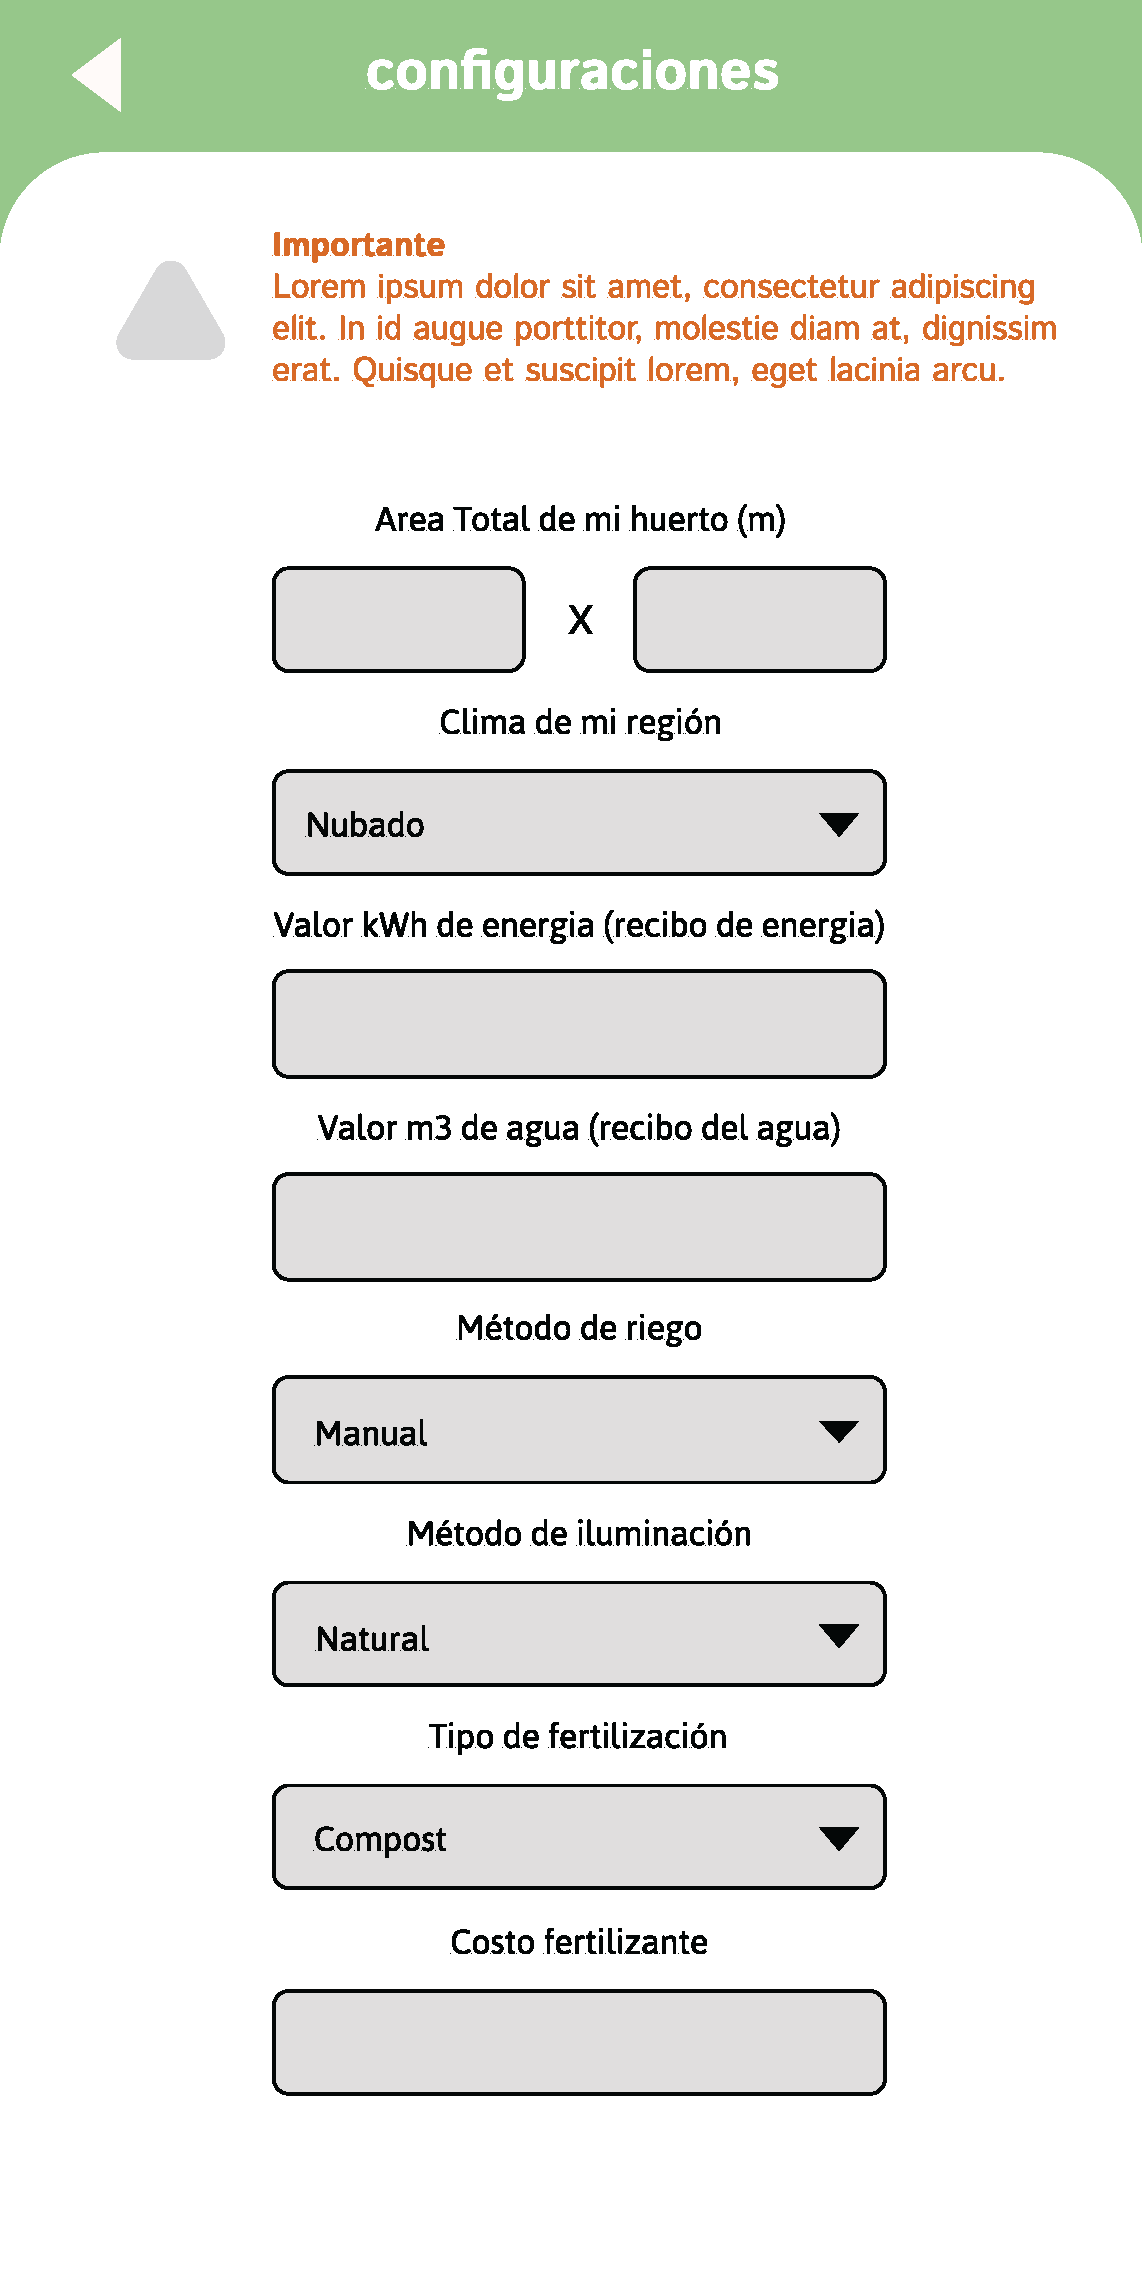 configuraciones
Importante
Lorem ipsum dolor sit amet, consectetur adipiscing
elit. In id augue porttitor, molestie diam at, dignissim
erat. Quisque et suscipit lorem, eget lacinia arcu.
Area Total de mi huerto (m)
X
Clima de mi región
Nubado
Valor kWh de energia (recibo de energia)
Valor m3 de agua (recibo del agua)
Método de riego
Manual
Método de iluminación
Natural
Tipo de fertilización
Compost
Costo fertilizante